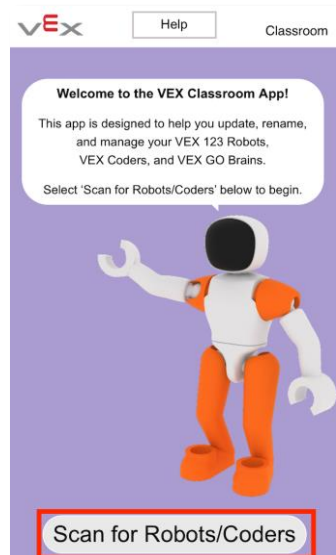 VEX
Help
Classroom
Welcome to the VEX Classroom App!
This app is designed to help you update, rename,
and manage your VEX 123 Robots,
VEX Coders, and VEX GO Brains.
Select ‘Scan for Robots/Coders’ below to begin.
Scan for Robots/Coders